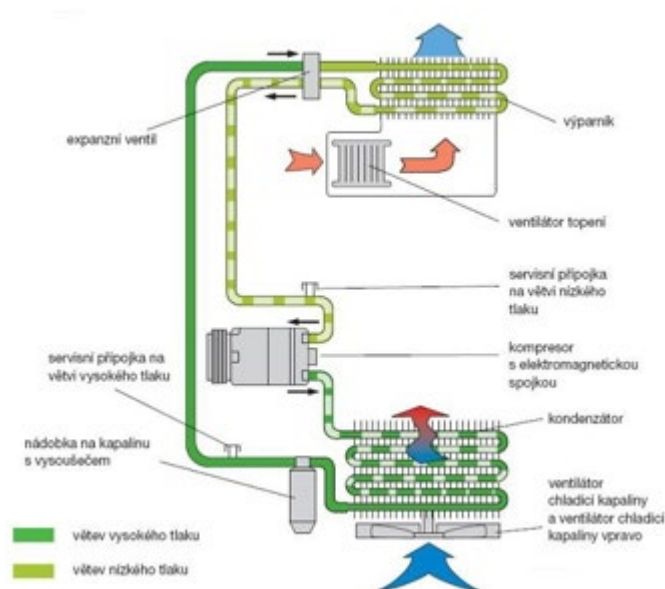 expanzní ventil
výparník
ventilátor topení
servisní přípojka
na větvi nízkého
tlaku
servisní přípojka na
větvi vysokého tlaku
kompresor
s elektromagnetickou
spojkou
kondenzátor
nádobka na kapalinu
s vysoušečem
ventilátor
chladicí kapaliny
a ventilátor chladicí
kapaliny vpravo
větev vysokého tlaku
větev nízkého tlaku